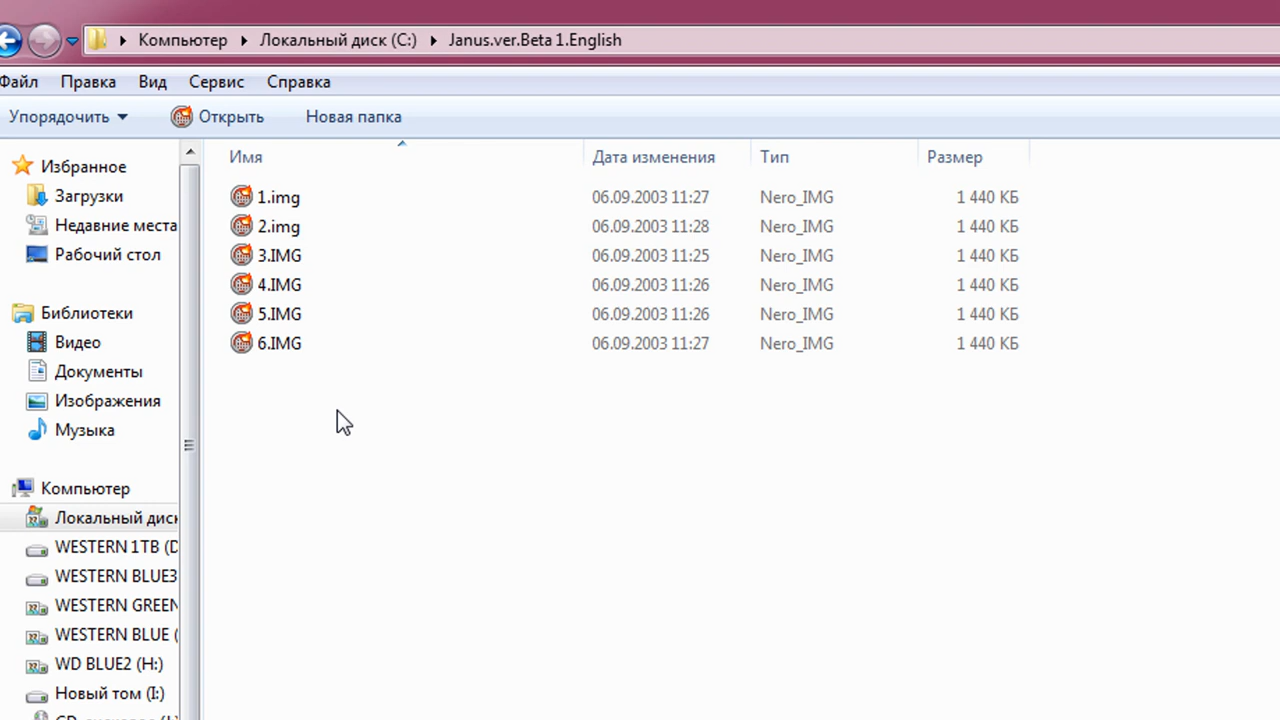 Компьютер Локальный диск (C:) Janus.ver.Beta 1.English
Файл Правка Вид Сервис Справка
Упорядочить Открыть Новая папка
Имя Дата изменения Тип Размер
1.img 06.09.2003 11:27 Nero_IMG 1 440 КБ
2.img 06.09.2003 11:28 Nero_IMG 1 440 КБ
3.IMG 06.09.2003 11:25 Nero_IMG 1 440 КБ
4.IMG 06.09.2003 11:26 Nero_IMG 1 440 КБ
5.IMG 06.09.2003 11:26 Nero_IMG 1 440 КБ
6.IMG 06.09.2003 11:27 Nero_IMG 1 440 КБ
Избранное
Загрузки
Недавние места
Рабочий стол
Библиотеки
Видео
Документы
Изображения
Музыка
Компьютер
Локальный диск
WESTERN 1TB (D
WESTERN BLUE3
WESTERN GREEN
WESTERN BLUE (
WD BLUE2 (H:)
Новый том (I:)